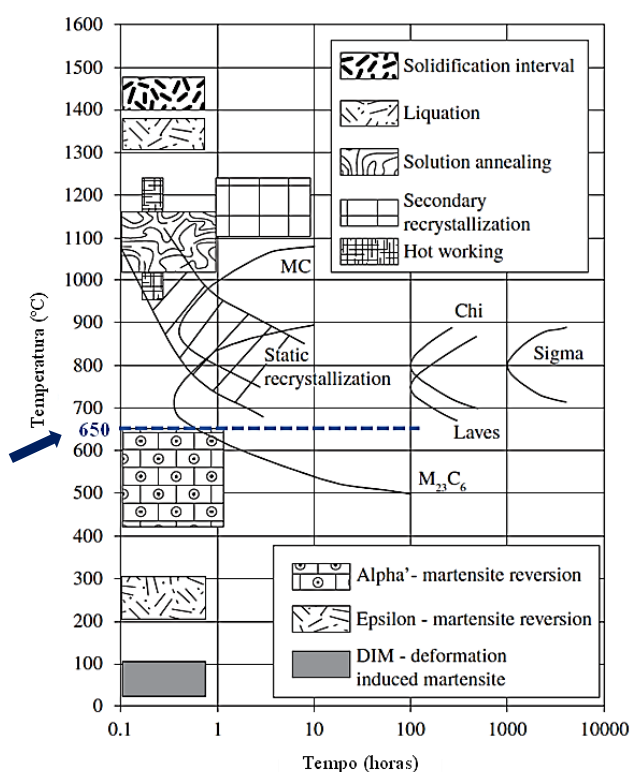 1600
1500
1400
1300
1200
1100
1000
900
800
700
650
600
500
400
300
200
100
0
Temperatura (°C)
Solidification interval
Liquation
Solution annealing
Secondary
recrystallization
Hot working
MC
Chi
Static
recrystallization
Sigma
Laves
M23C6
Alpha' - martensite reversion
Epsilon - martensite reversion
DIM - deformation
induced martensite
0.1 1 10 100 1000 10000
Tempo (horas)